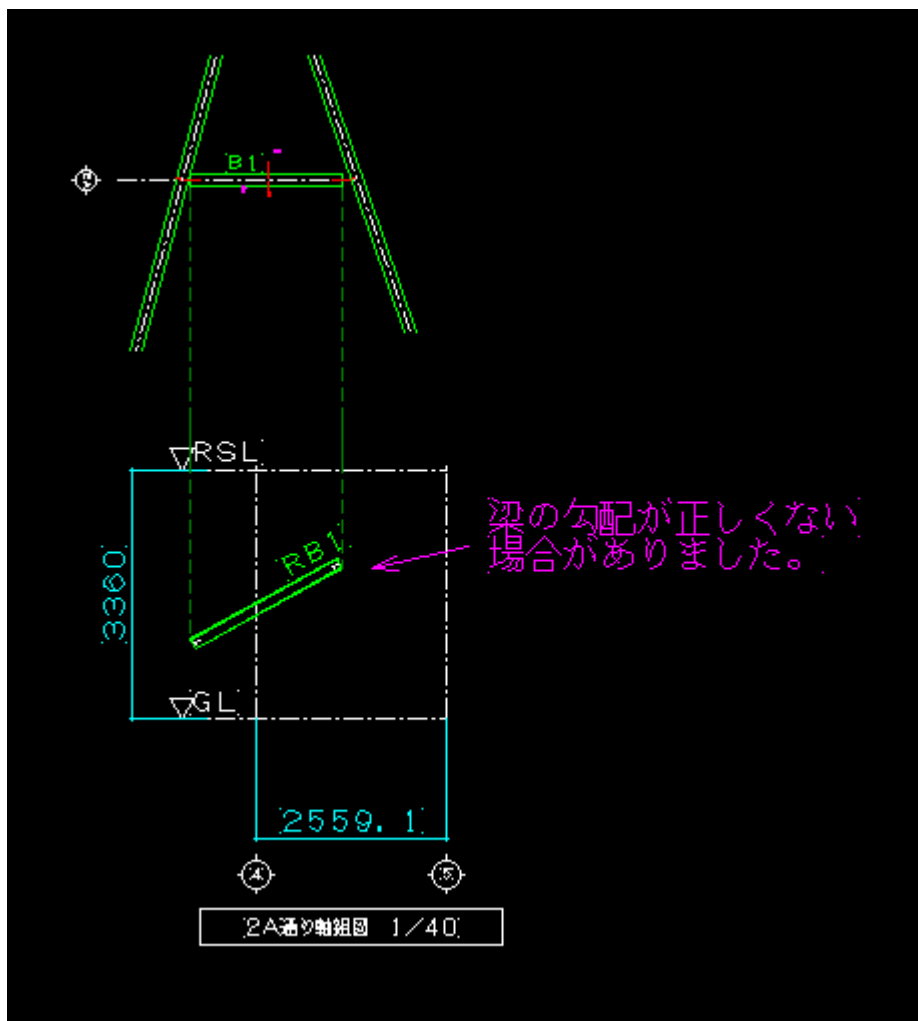 B1
RSL
梁の勾配が正しくない
場合がありました。
RB1
3360
GL
2559.1
4
5
2A通り軸組図 1/40